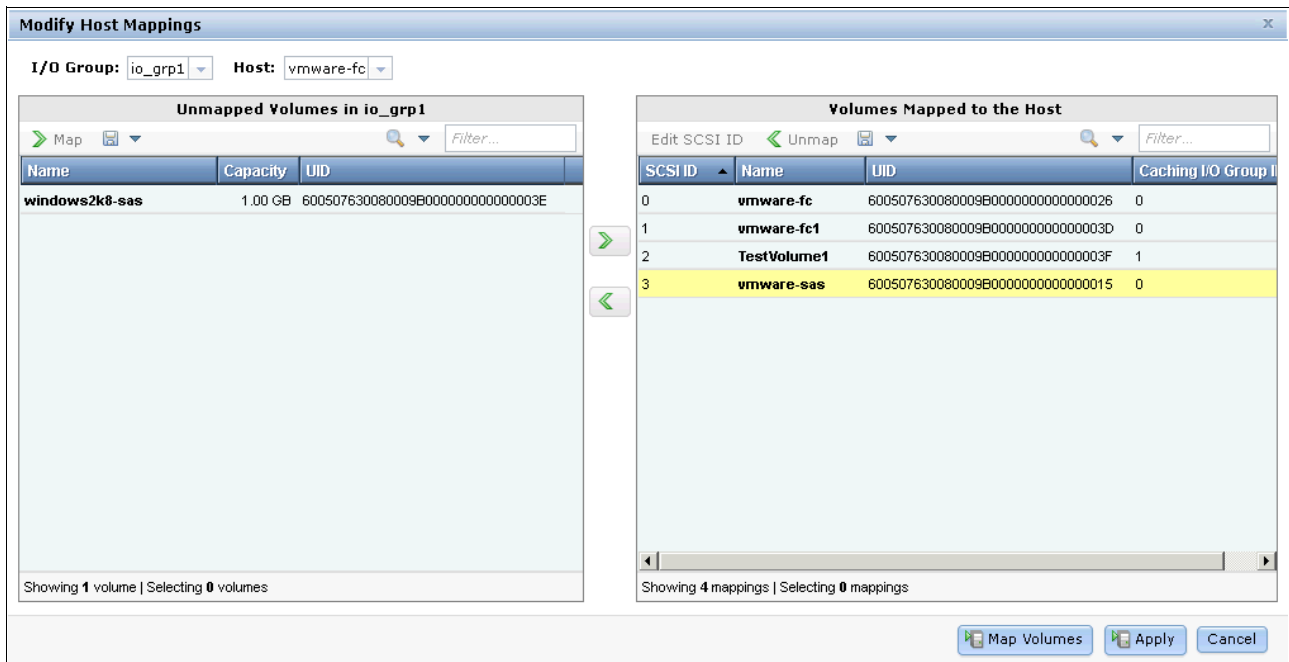 Modify Host Mappings
x
I/O Group: io_grp1 Host: vmware-fc
Unmapped Volumes in io_grp1
Map Filter...
Name Capacity UID
windows2k8-sas 1.00 GB 600507630080009B000000000000003E
Showing 1 volume | Selecting 0 volumes
Volumes Mapped to the Host
Edit SCSI ID Unmap Filter...
SCSI ID Name UID Caching I/O Group I
0 vmware-fc 600507630080009B0000000000000026 0
1 vmware-fc1 600507630080009B000000000000003D 0
2 TestVolume1 600507630080009B000000000000003F 1
3 vmware-sas 600507630080009B0000000000000015 0
Showing 4 mappings | Selecting 0 mappings
Map Volumes Apply Cancel